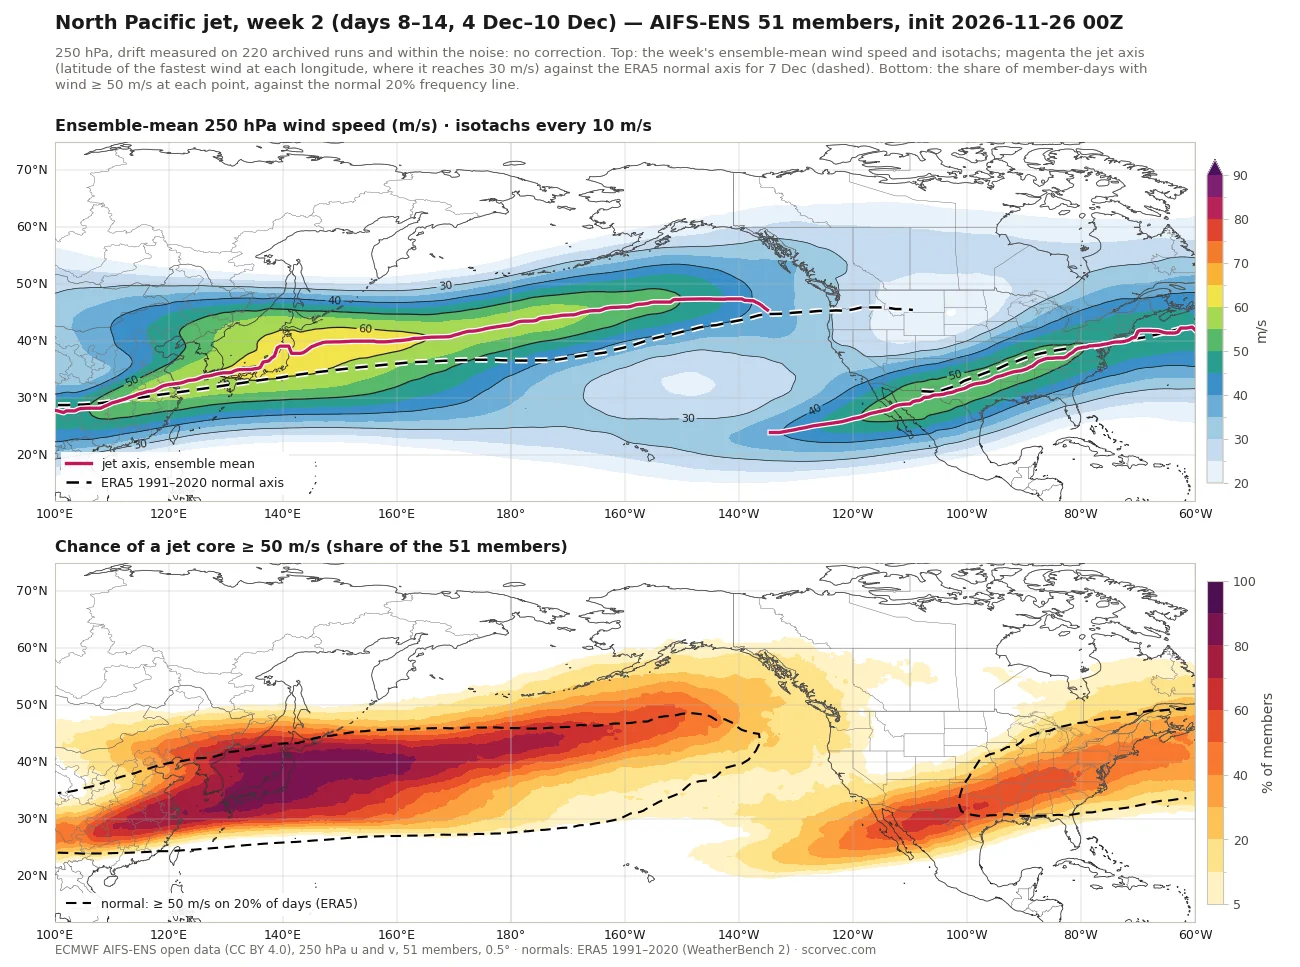 North Pacific jet, week 2 (days 8–14, 4 Dec–10 Dec) — AIFS-ENS 51 members, init 2026-11-26 00Z
250 hPa, drift measured on 220 archived runs and within the noise: no correction. Top: the week's ensemble-mean wind speed and isotachs; magenta the jet axis
(latitude of the fastest wind at each longitude, where it reaches 30 m/s) against the ERA5 normal axis for 7 Dec (dashed). Bottom: the share of member-days with
wind ≥ 50 m/s at each point, against the normal 20% frequency line.
Ensemble-mean 250 hPa wind speed (m/s) · isotachs every 10 m/s
70°N
60°N
50°N
40°N
30°N
20°N
30
40
60
50
30
30
40
50
jet axis, ensemble mean
ERA5 1991–2020 normal axis
100°E 120°E 140°E 160°E 180° 160°W 140°W 120°W 100°W 80°W 60°W
90
80
70
60
50
40
30
20
m/s
Chance of a jet core ≥ 50 m/s (share of the 51 members)
70°N
60°N
50°N
40°N
30°N
20°N
normal: ≥ 50 m/s on 20% of days (ERA5)
100°E 120°E 140°E 160°E 180° 160°W 140°W 120°W 100°W 80°W 60°W
100
80
60
40
20
5
% of members
ECMWF AIFS-ENS open data (CC BY 4.0), 250 hPa u and v, 51 members, 0.5° · normals: ERA5 1991–2020 (WeatherBench 2) · scorvec.com